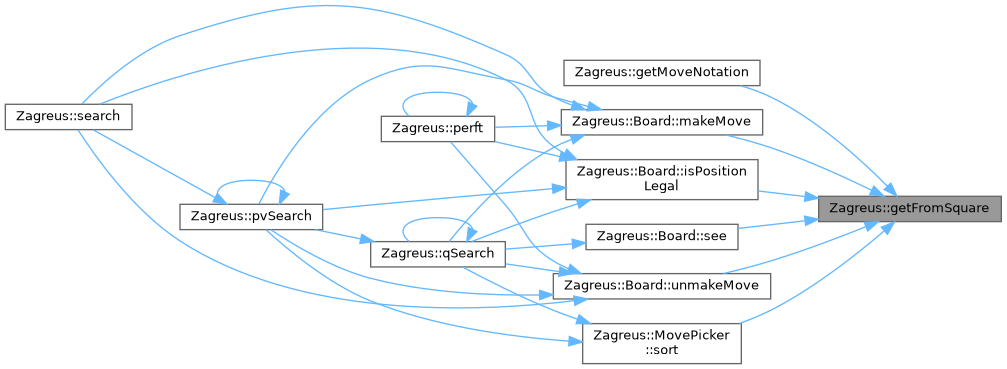 Zagreus::search
Zagreus::pvSearch
Zagreus::perft
Zagreus::qSearch
Zagreus::getMoveNotation
Zagreus::Board::makeMove
Zagreus::Board::isPosition
Legal
Zagreus::Board::see
Zagreus::Board::unmakeMove
Zagreus::MovePicker
::sort
Zagreus::getFromSquare